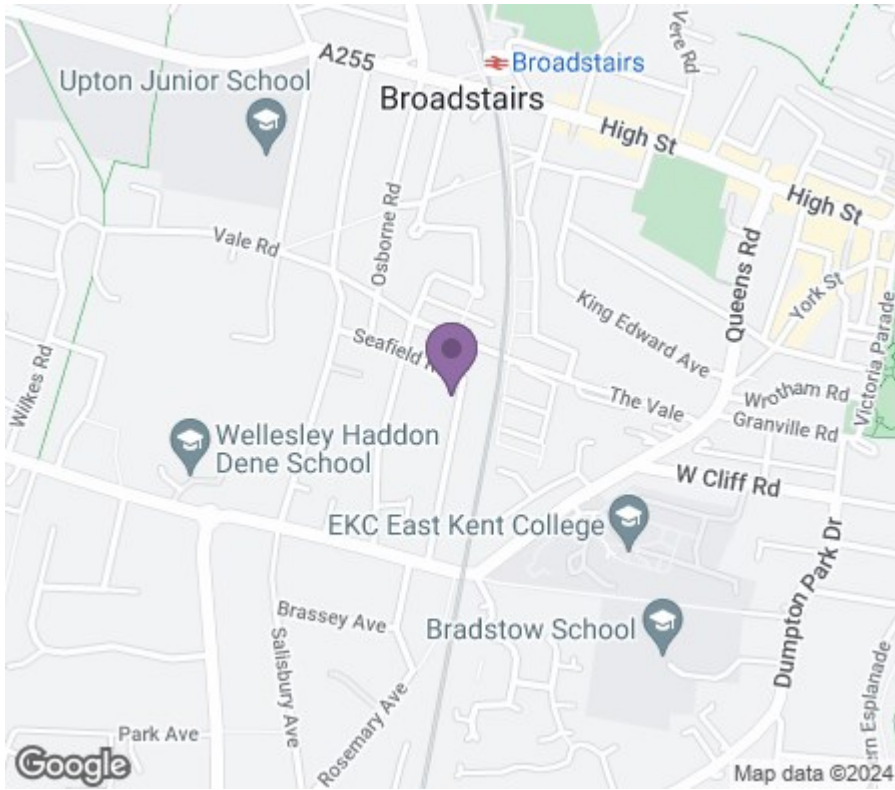 Vere Rd
A255
Broadstairs
Upton Junior School
Broadstairs
High St
High St
Osborne Rd
Vale Rd
Queens Rd
York St
King Edward Ave
Victoria Parade
Seafield
Wilkes Rd
The Vale
Wrotham Rd
Granville Rd
Wellesley Haddon
Dene School
W Cliff Rd
EKC East Kent College
Dumpton Park Dr
Brassey Ave
Bradstow School
Salisbury Ave
Rosemary Ave
Park Ave
Esplanade
Google
Map data ©2024